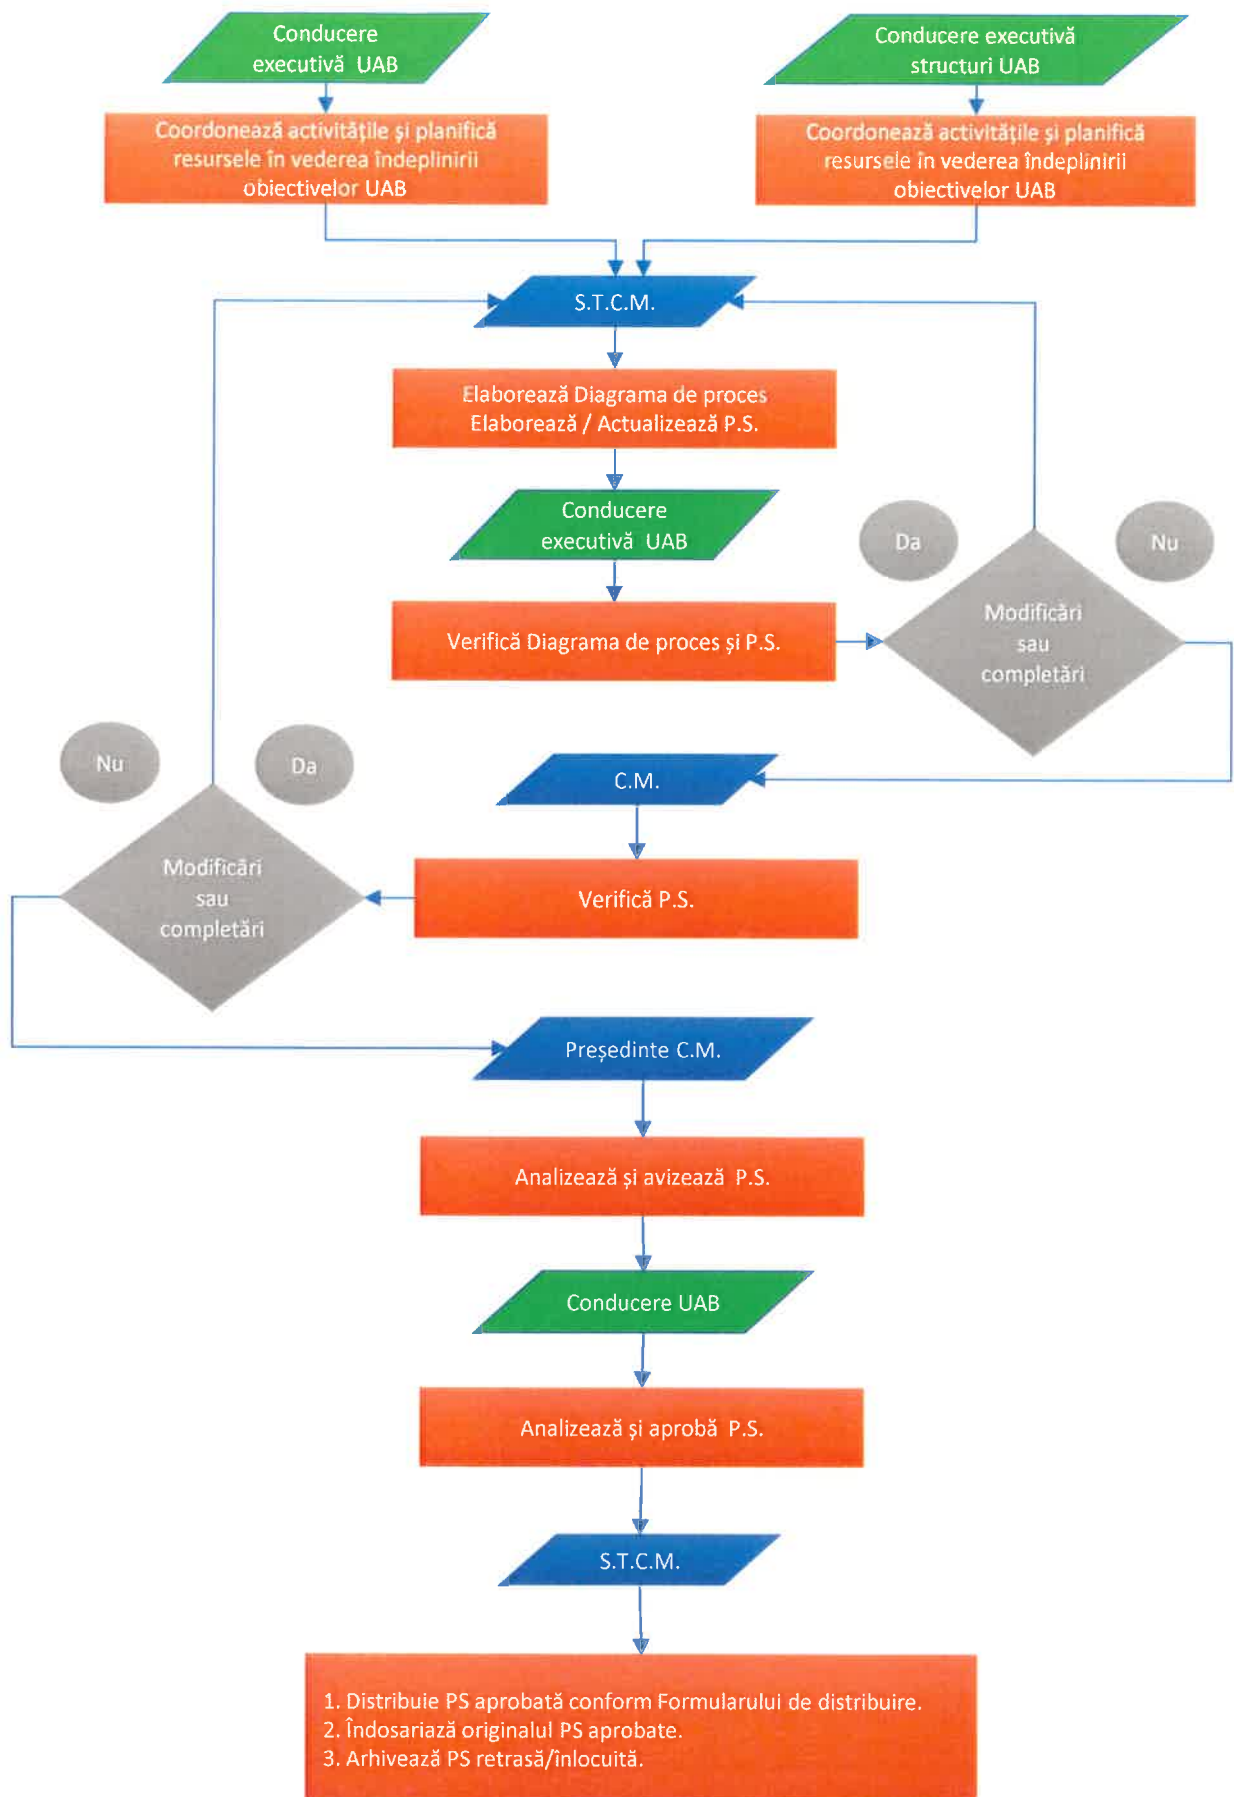 Conducere
executivă UAB
Conducere executivă
structuri UAB
Coordonează activitățile și planifică
resursele în vederea îndeplinirii
obiectivelor UAB
Coordonează activitățile și planifică
resursele în vederea îndeplinirii
obiectivelor UAB
S.T.C.M.
Elaborează Diagrama de proces
Elaborează / Actualizează P.S.
Conducere
executivă UAB
Da
Nu
Verifică Diagrama de proces și P.S.
Modificări
sau
completări
Nu
Da
C.M.
Modificări
sau
completări
Verifică P.S.
Președinte C.M.
Analizează și avizează P.S.
Conducere UAB
Analizează și aprobă P.S.
S.T.C.M.
1. Distribuie PS aprobată conform Formularului de distribuire.
2. Îndosariază originalul PS aprobate.
3. Arhivează PS retrasă/înlocuită.